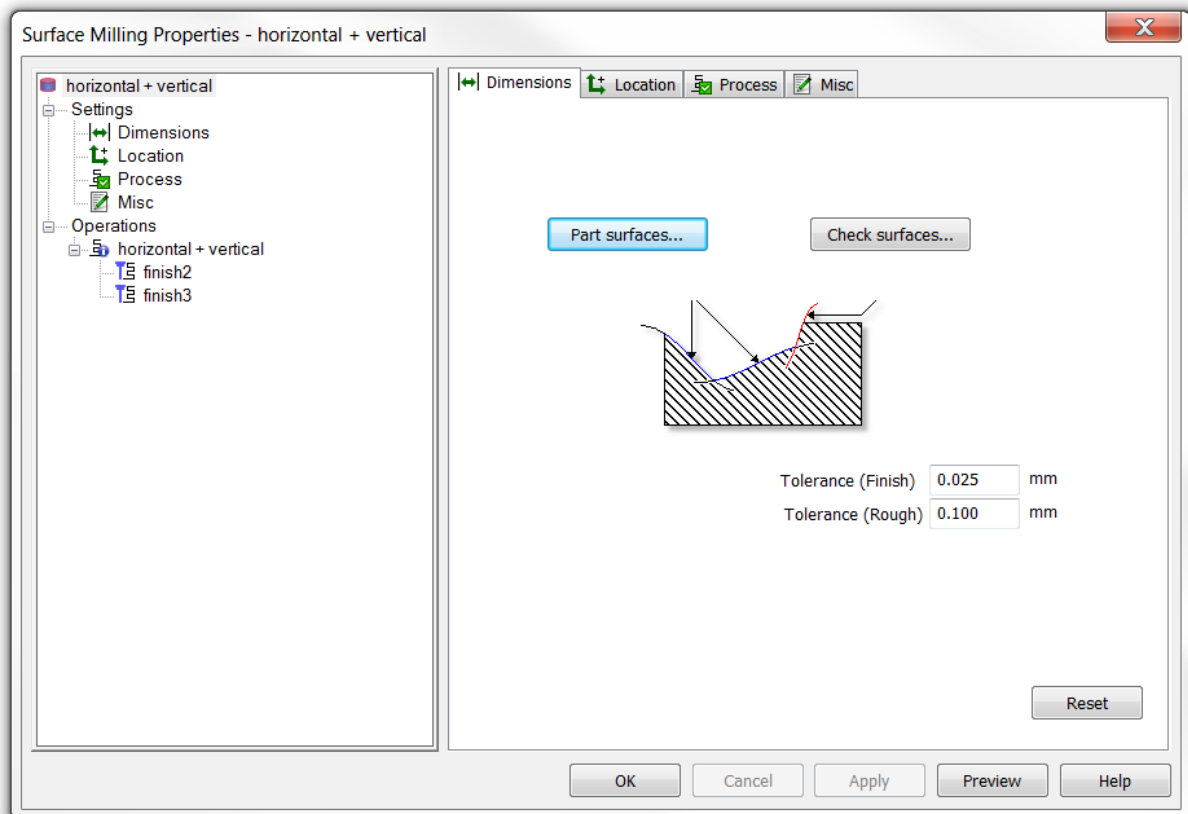 Surface Milling Properties - horizontal + vertical
horizontal + vertical
Settings
Dimensions
Location
Process
Misc
Operations
horizontal + vertical
finish2
finish3
Dimensions Location Process Misc
Part surfaces... Check surfaces...
Tolerance (Finish) 0.025 mm
Tolerance (Rough) 0.100 mm
Reset
OK Cancel Apply Preview Help